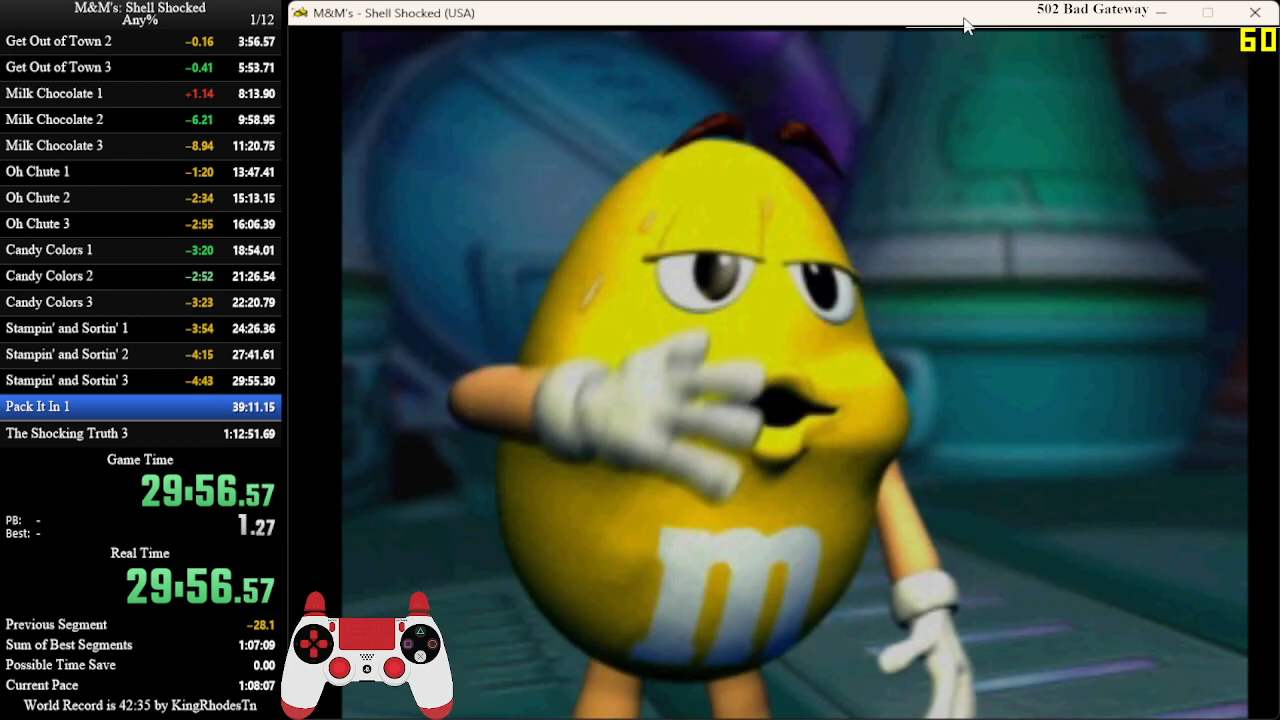 M&M's: Shell Shocked
Any%
1/12
Get Out of Town 2 −0.16 3:56.57
Get Out of Town 3 −0.41 5:53.71
Milk Chocolate 1 +1.14 8:13.90
Milk Chocolate 2 −6.21 9:58.95
Milk Chocolate 3 −8.94 11:20.75
Oh Chute 1 −1:20 13:47.41
Oh Chute 2 −2:34 15:13.15
Oh Chute 3 −2:55 16:06.39
Candy Colors 1 −3:20 18:54.01
Candy Colors 2 −2:52 21:26.54
Candy Colors 3 −3:23 22:20.79
Stampin' and Sortin' 1 −3:54 24:26.36
Stampin' and Sortin' 2 −4:15 27:41.61
Stampin' and Sortin' 3 −4:43 29:55.30
Pack It In 1 39:11.15
The Shocking Truth 3 1:12:51.69
Game Time
29:56.57
PB: -
Best: -
1.27
Real Time
29:56.57
Previous Segment −28.1
Sum of Best Segments 1:07:09
Possible Time Save 0.00
Current Pace 1:08:07
World Record is 42:35 by KingRhodesTn
M&M's - Shell Shocked (USA)
502 Bad Gateway
60
m